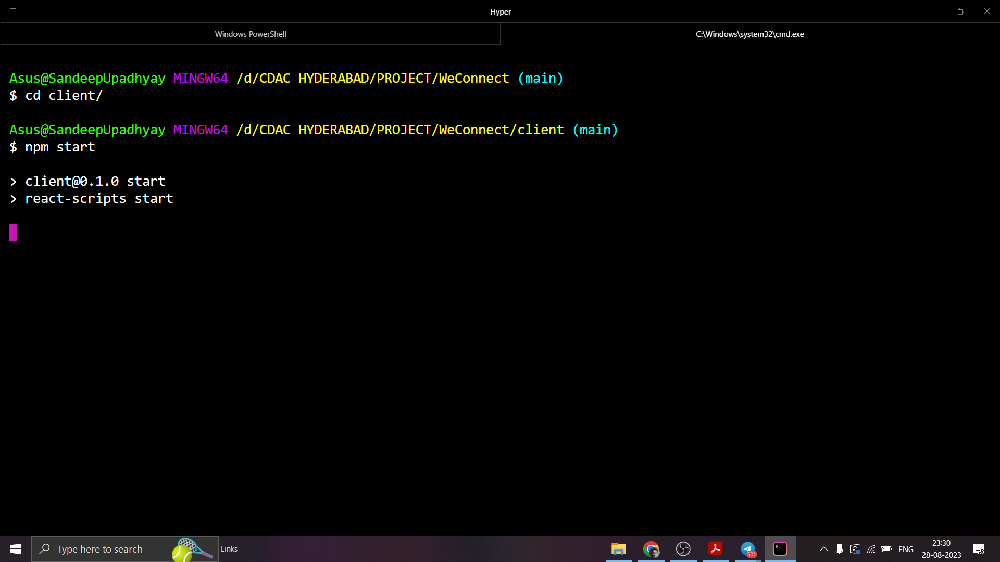 Hyper
Windows PowerShell
C:\Windows\system32\cmd.exe
Asus@SandeepUpadhyay MINGW64 /d/CDAC HYDERABAD/PROJECT/WeConnect (main)
$ cd client/
Asus@SandeepUpadhyay MINGW64 /d/CDAC HYDERABAD/PROJECT/WeConnect/client (main)
$ npm start
> client@0.1.0 start
> react-scripts start
Type here to search
Links
501
ENG
23:30
28-08-2023